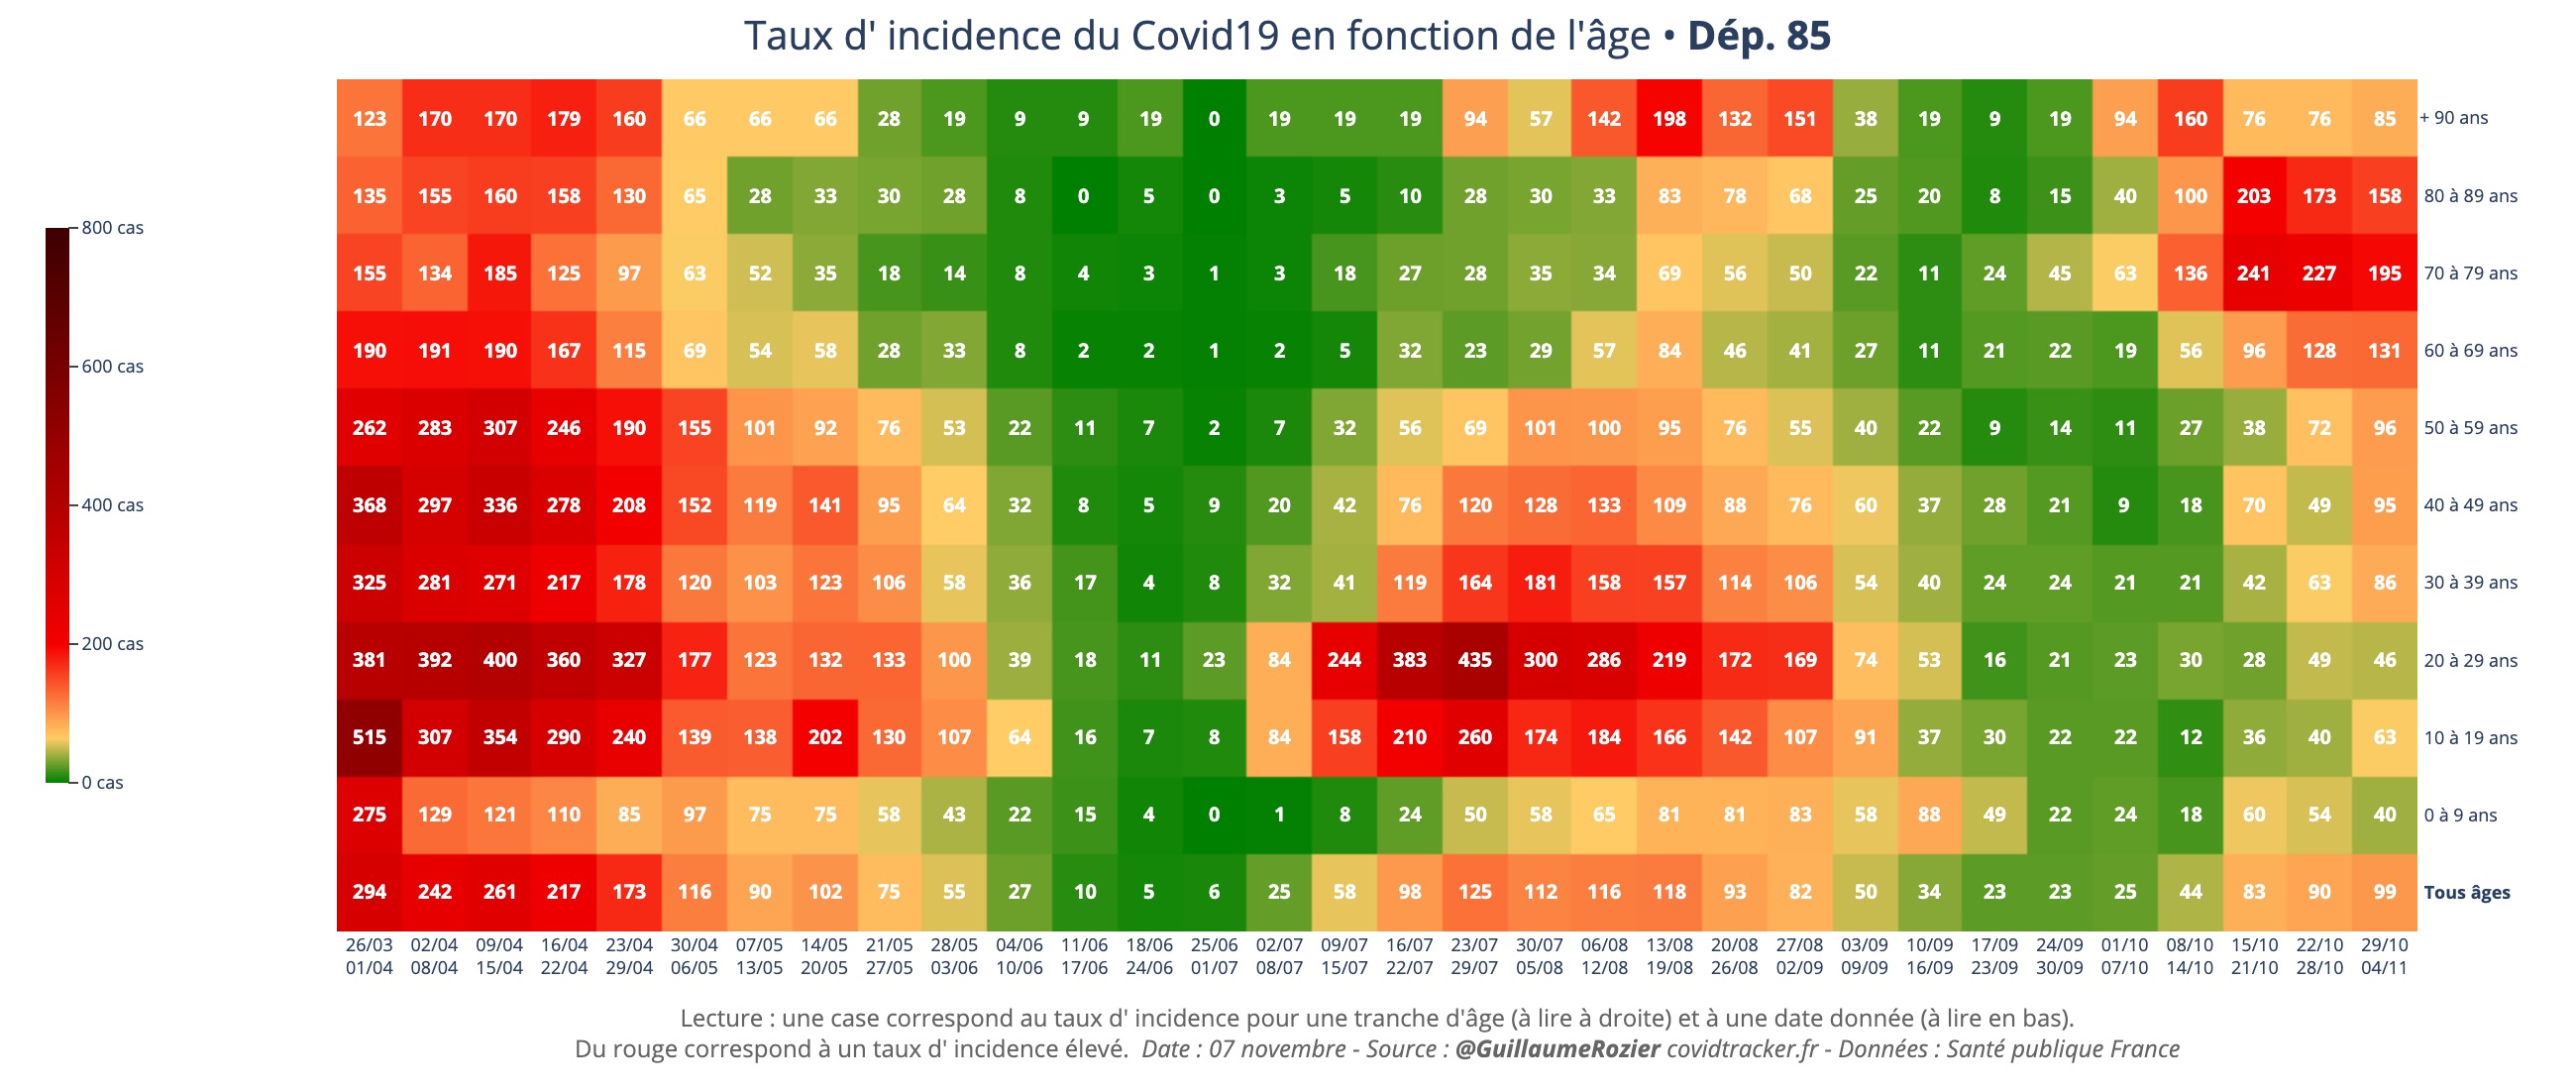 Taux d' incidence du Covid19 en fonction de l'âge • Dép. 85
800 cas
600 cas
400 cas
200 cas
0 cas
123 170 170 179 160 66 66 66 28 19 9 9 19 0 19 19 19 94 57 142 198 132 151 38 19 9 19 94 160 76 76 85 + 90 ans
135 155 160 158 130 65 28 33 30 28 8 0 5 0 3 5 10 28 30 33 83 78 68 25 20 8 15 40 100 203 173 158 80 à 89 ans
155 134 185 125 97 63 52 35 18 14 8 4 3 1 3 18 27 28 35 34 69 56 50 22 11 24 45 63 136 241 227 195 70 à 79 ans
190 191 190 167 115 69 54 58 28 33 8 2 2 1 2 5 32 23 29 57 84 46 41 27 11 21 22 19 56 96 128 131 60 à 69 ans
262 283 307 246 190 155 101 92 76 53 22 11 7 2 7 32 56 69 101 100 95 76 55 40 22 9 14 11 27 38 72 96 50 à 59 ans
368 297 336 278 208 152 119 141 95 64 32 8 5 9 20 42 76 120 128 133 109 88 76 60 37 28 21 9 18 70 49 95 40 à 49 ans
325 281 271 217 178 120 103 123 106 58 36 17 4 8 32 41 119 164 181 158 157 114 106 54 40 24 24 21 21 42 63 86 30 à 39 ans
381 392 400 360 327 177 123 132 133 100 39 18 11 23 84 244 383 435 300 286 219 172 169 74 53 16 21 23 30 28 49 46 20 à 29 ans
515 307 354 290 240 139 138 202 130 107 64 16 7 8 84 158 210 260 174 184 166 142 107 91 37 30 22 22 12 36 40 63 10 à 19 ans
275 129 121 110 85 97 75 75 58 43 22 15 4 0 1 8 24 50 58 65 81 81 83 58 88 49 22 24 18 60 54 40 0 à 9 ans
294 242 261 217 173 116 90 102 75 55 27 10 5 6 25 58 98 125 112 116 118 93 82 50 34 23 23 25 44 83 90 99 Tous âges
26/03 02/04 09/04 16/04 23/04 30/04 07/05 14/05 21/05 28/05 04/06 11/06 18/06 25/06 02/07 09/07 16/07 23/07 30/07 06/08 13/08 20/08 27/08 03/09 10/09 17/09 24/09 01/10 08/10 15/10 22/10 29/10
01/04 08/04 15/04 22/04 29/04 06/05 13/05 20/05 27/05 03/06 10/06 17/06 24/06 01/07 08/07 15/07 22/07 29/07 05/08 12/08 19/08 26/08 02/09 09/09 16/09 23/09 30/09 07/10 14/10 21/10 28/10 04/11
Lecture : une case correspond au taux d' incidence pour une tranche d'âge (à lire à droite) et à une date donnée (à lire en bas).
Du rouge correspond à un taux d' incidence élevé. Date : 07 novembre - Source : @GuillaumeRozier covidtracker.fr - Données : Santé publique France